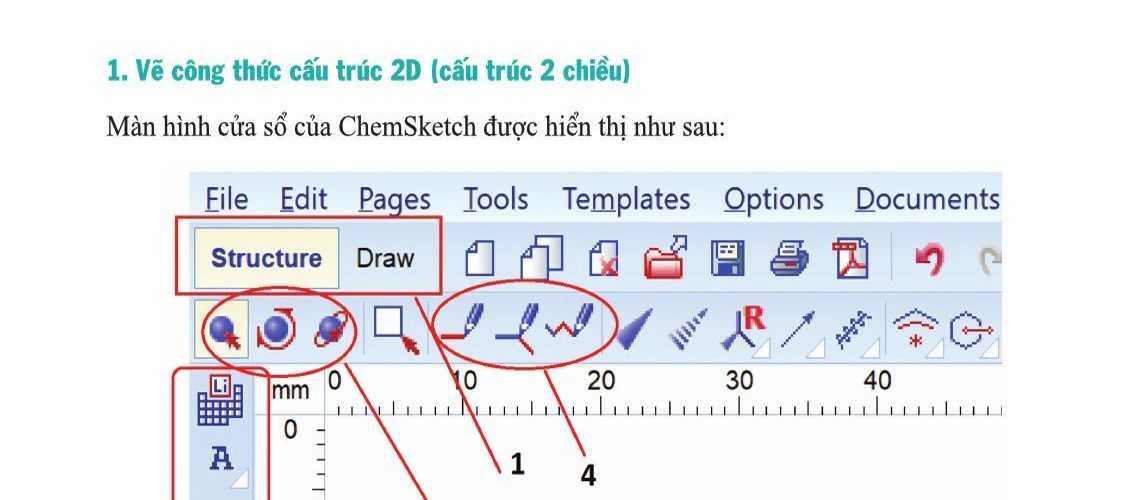 1. Vẽ công thức cấu trúc 2D (cấu trúc 2 chiều)
Màn hình cửa sổ của ChemSketch được hiển thị như sau:
File Edit Pages Tools Templates Options Documents
Structure Draw
R
Li
mm 0 10 20 30 40
0
A
1
4